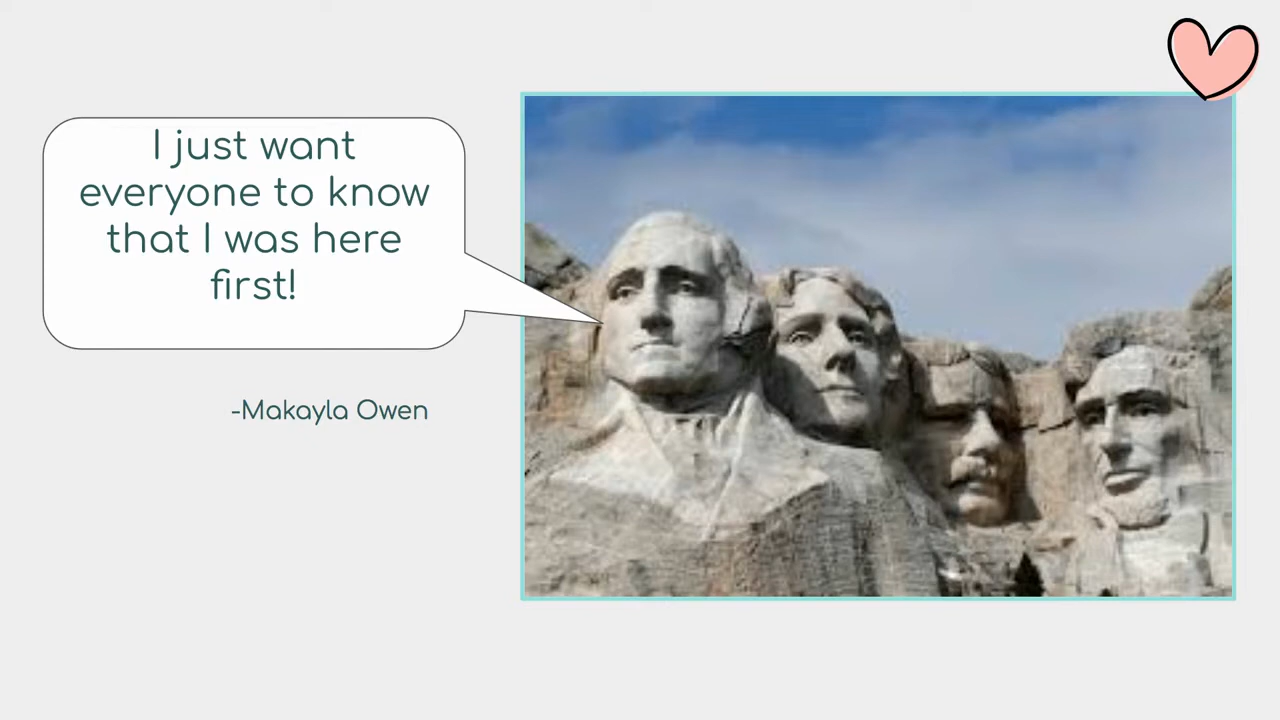 I just want
everyone to know
that I was here
first!
-Makayla Owen